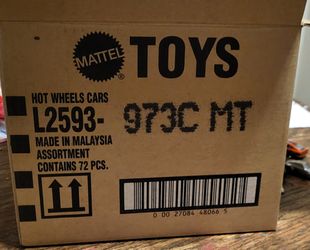 MATTEL
TOYS
HOT WHEELS CARS
L2593-
973C MT
MADE IN MALAYSIA
ASSORTMENT
CONTAINS 72 PCS.
0 00 27084 48066 5